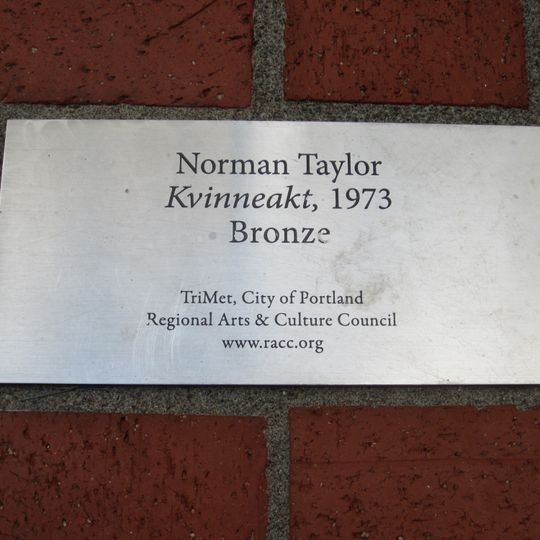 Norman Taylor
Kvinneakt, 1973
Bronze
TriMet, City of Portland
Regional Arts & Culture Council
www.racc.org